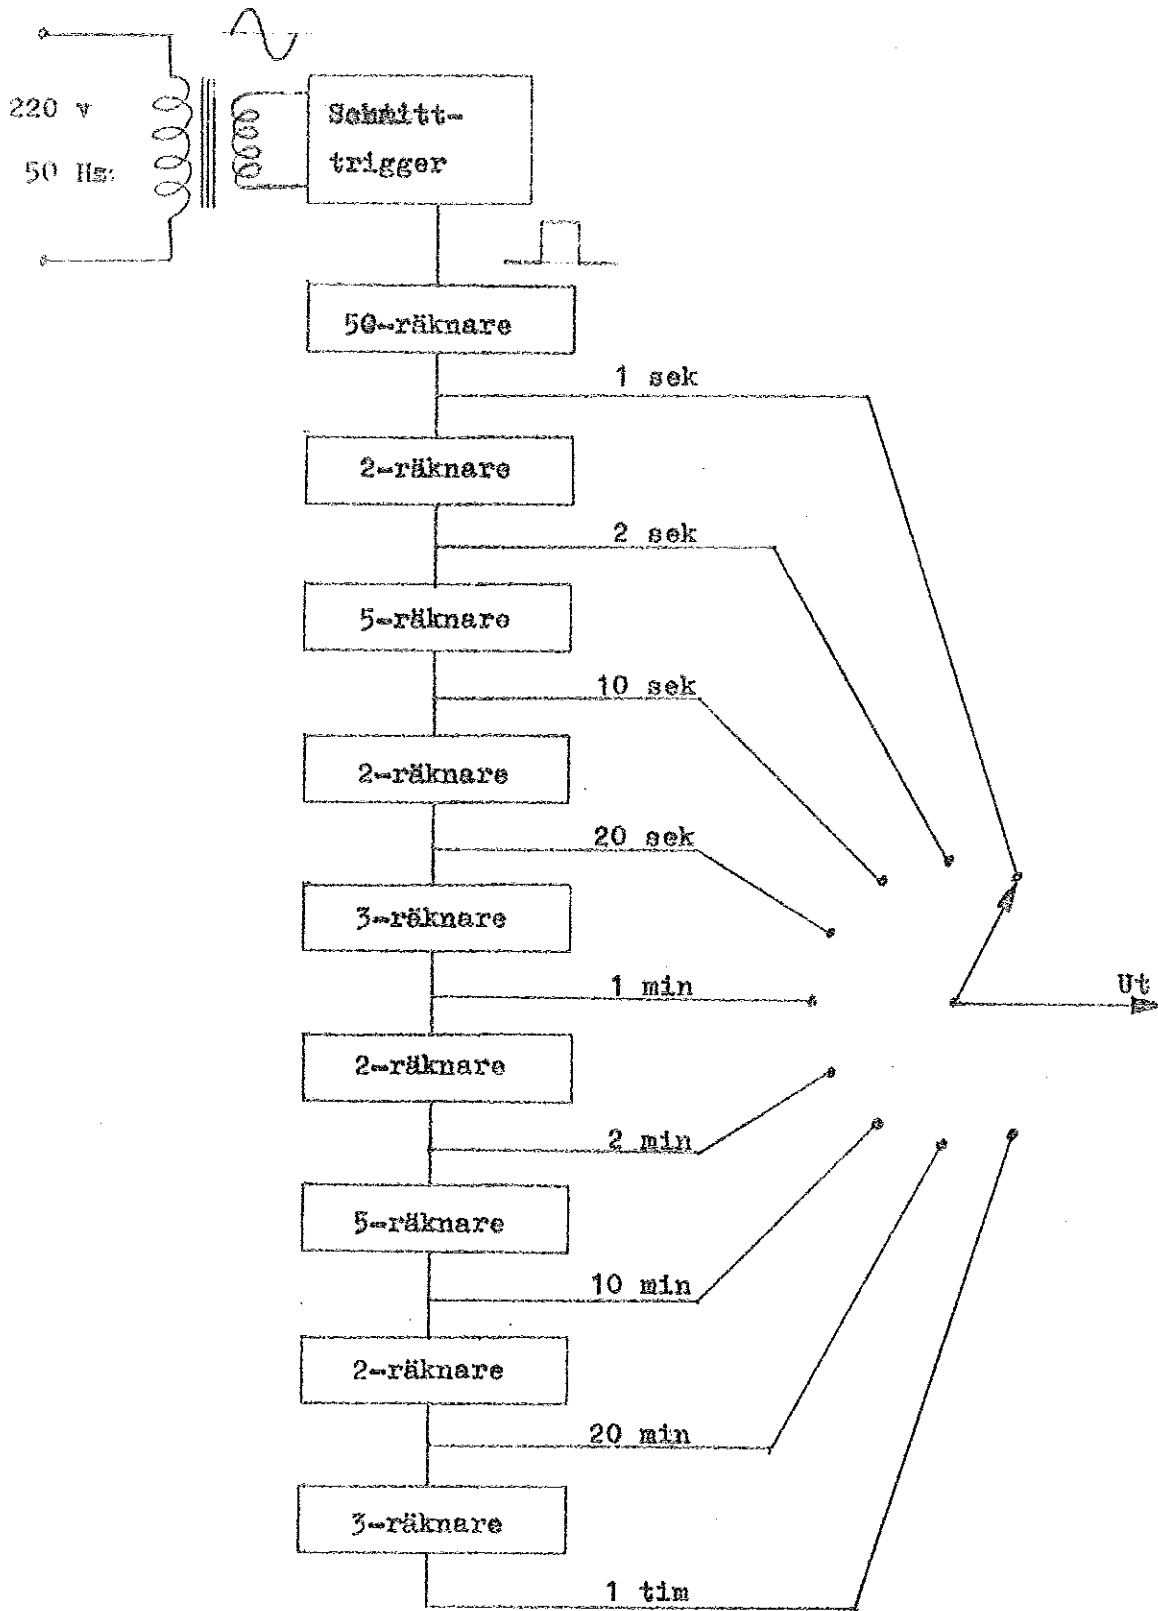 220 v
50 Hz
Schmitt-
trigger
50-räknare
1 sek
2-räknare
2 sek
5-räknare
10 sek
2-räknare
20 sek
3-räknare
1 min
Ut
2-räknare
2 min
5-räknare
10 min
2-räknare
20 min
3-räknare
1 tim